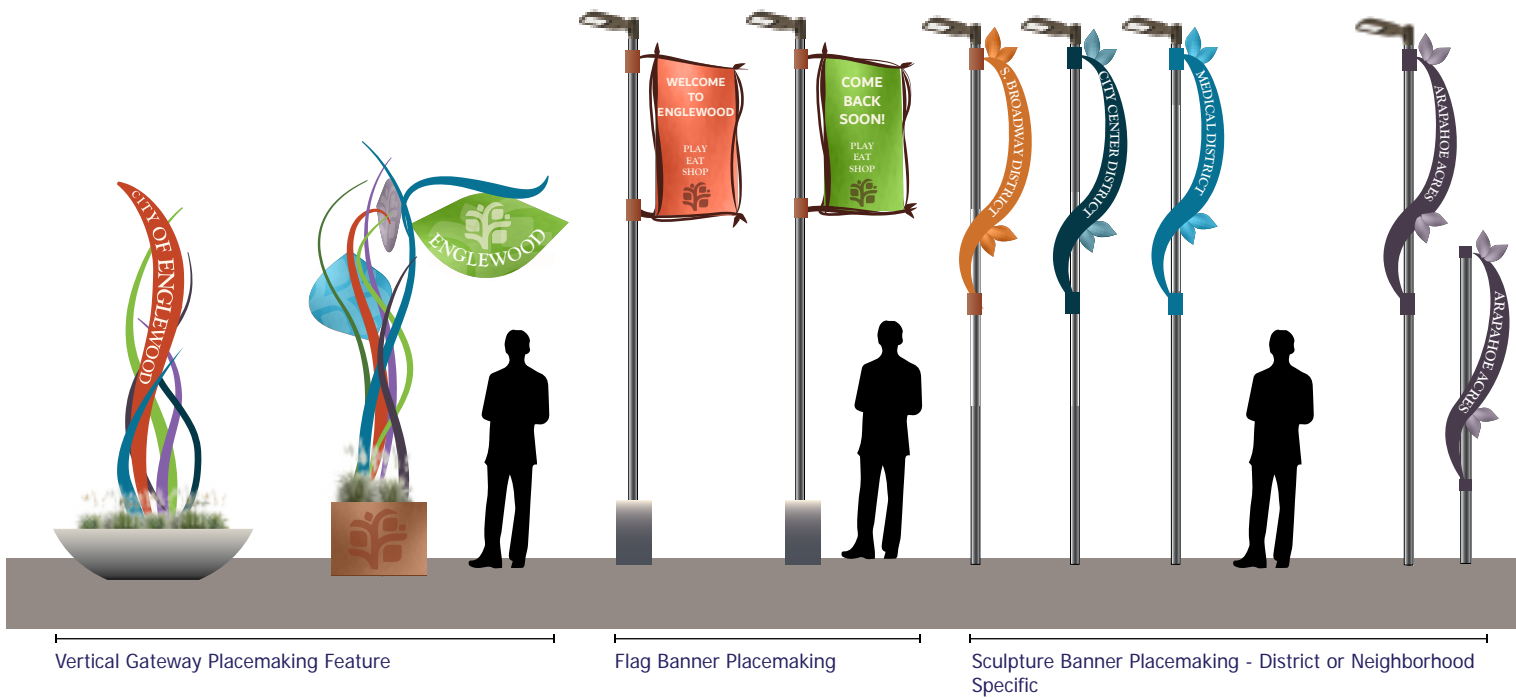 CITY OF ENGLEWOOD
ENGLEWOOD
WELCOME
TO
ENGLEWOOD
PLAY
EAT
SHOP
COME
BACK
SOON!
PLAY
EAT
SHOP
S. BROADWAY DISTRICT
CITY CENTER DISTRICT
MEDICAL DISTRICT
ARAPAHOE ACRES
ARAPAHOE ACRES
Vertical Gateway Placemaking Feature
Flag Banner Placemaking
Sculpture Banner Placemaking - District or Neighborhood
Specific